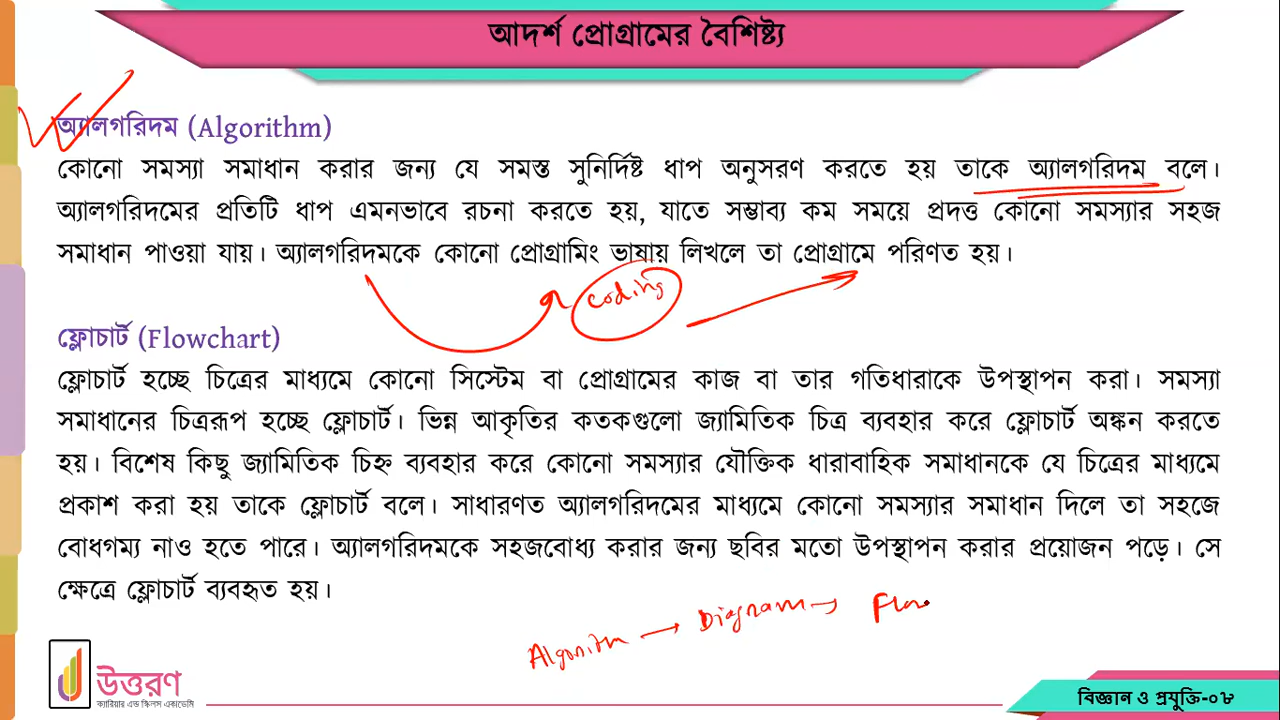 আদর্শ প্রোগ্রামের বৈশিষ্ট্য
অ্যালগরিদম (Algorithm)
কোনো সমস্যা সমাধান করার জন্য যে সমস্ত সুনির্দিষ্ট ধাপ অনুসরণ করতে হয় তাকে অ্যালগরিদম বলে।
অ্যালগরিদমের প্রতিটি ধাপ এমনভাবে রচনা করতে হয়, যাতে সম্ভাব্য কম সময়ে প্রদত্ত কোনো সমস্যার সহজ
সমাধান পাওয়া যায়। অ্যালগরিদমকে কোনো প্রোগ্রামিং ভাষায় লিখলে তা প্রোগ্রামে পরিণত হয়।
coding
ফ্লোচার্ট (Flowchart)
ফ্লোচার্ট হচ্ছে চিত্রের মাধ্যমে কোনো সিস্টেম বা প্রোগ্রামের কাজ বা তার গতিধারাকে উপস্থাপন করা। সমস্যা
সমাধানের চিত্ররূপ হচ্ছে ফ্লোচার্ট। ভিন্ন আকৃতির কতকগুলো জ্যামিতিক চিত্র ব্যবহার করে ফ্লোচার্ট অঙ্কন করতে
হয়। বিশেষ কিছু জ্যামিতিক চিহ্ন ব্যবহার করে কোনো সমস্যার যৌক্তিক ধারাবাহিক সমাধানকে যে চিত্রের মাধ্যমে
প্রকাশ করা হয় তাকে ফ্লোচার্ট বলে। সাধারণত অ্যালগরিদমের মাধ্যমে কোনো সমস্যার সমাধান দিলে তা সহজে
বোধগম্য নাও হতে পারে। অ্যালগরিদমকে সহজবোধ্য করার জন্য ছবির মতো উপস্থাপন করার প্রয়োজন পড়ে। সে
ক্ষেত্রে ফ্লোচার্ট ব্যবহৃত হয়।
Algorithm → Diagram → Flow
উত্তরণ
ক্যারিয়ার এন্ড স্কিলস একাডেমি
বিজ্ঞান ও প্রযুক্তি-০৮